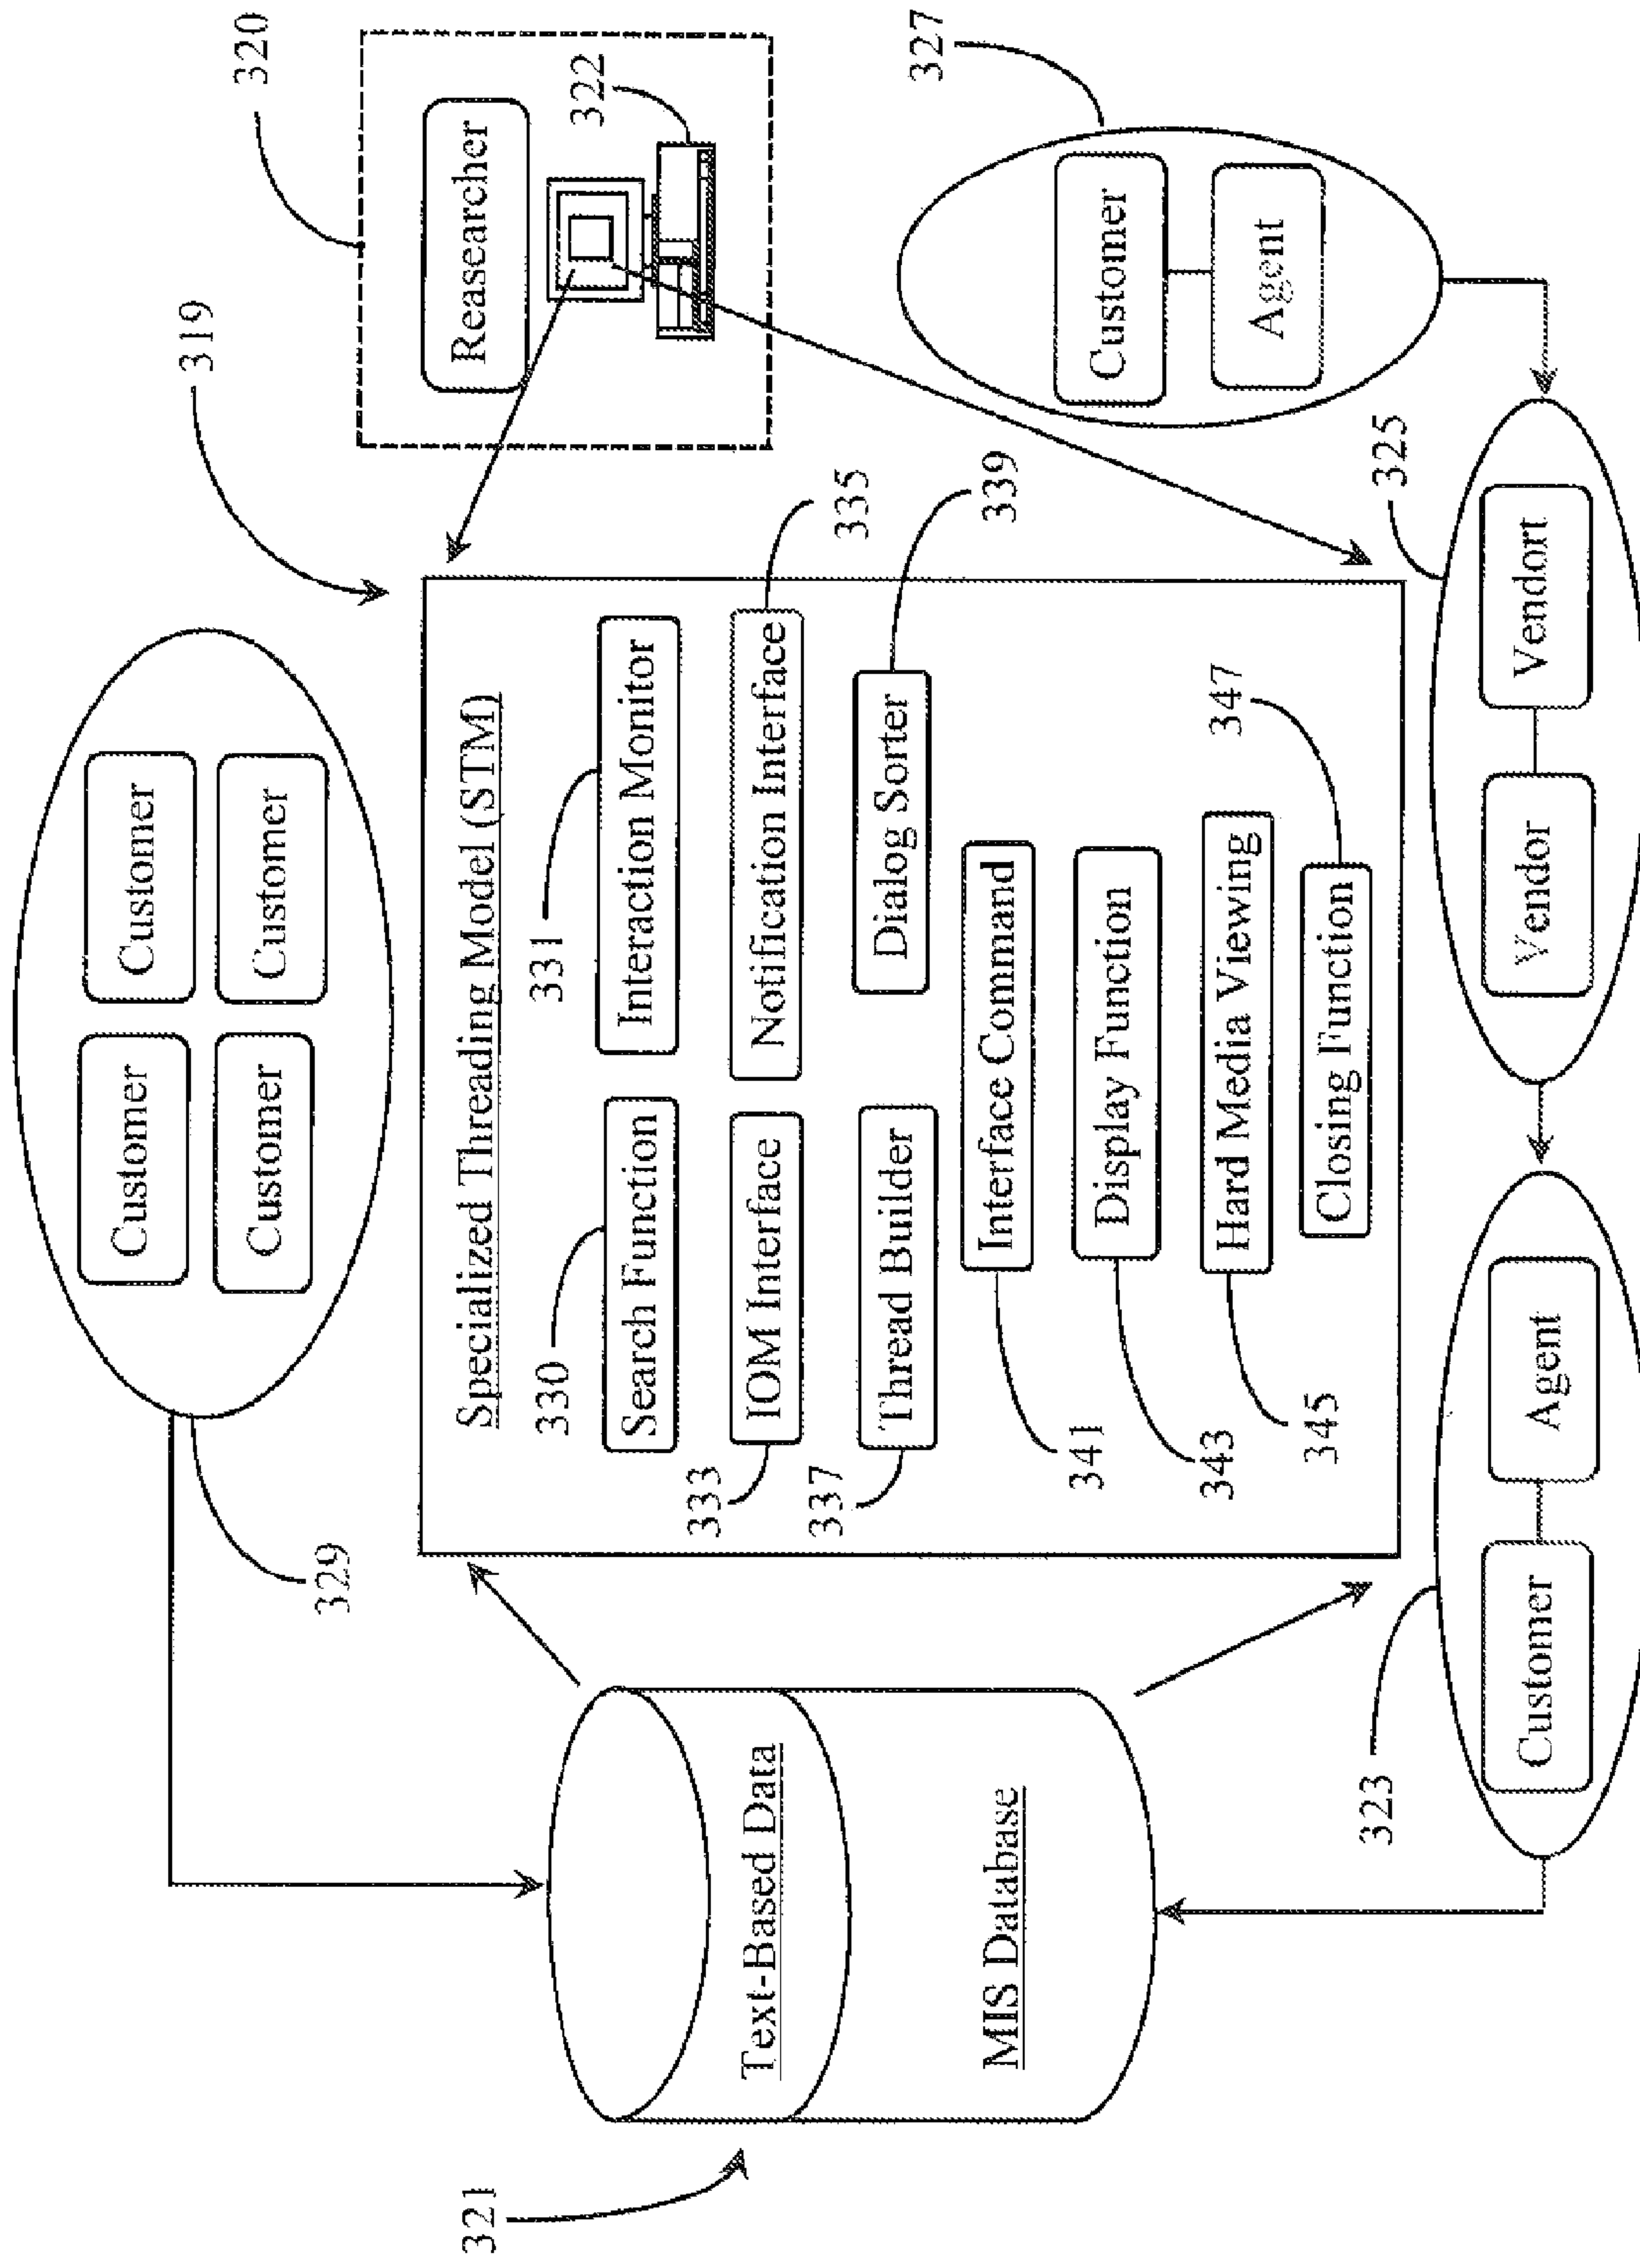 329
319
320
Customer
Customer
Customer
Customer
Reasearcher
322
321
Text-Based Data
MIS Database
Specialized Threading Model (STM)
330
331
Search Function
Interaction Monitor
333
IOM Interface
Notification Interface
335
337
Thread Builder
Dialog Sorter
339
341
Interface Command
343
Display Function
345
Hard Media Viewing
347
Closing Function
327
Customer
Agent
323
Customer
Agent
325
Vendor
Vendort